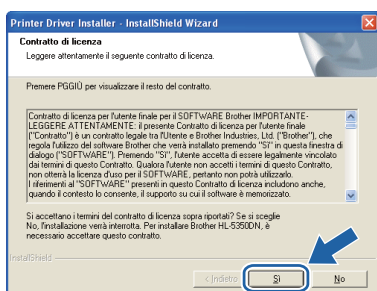 Printer Driver Installer - InstallShield Wizard
Contratto di licenza
Leggere attentamente il seguente contratto di licenza.
Premere PGGIÙ per visualizzare il resto del contratto.
Contratto di licenza per l'utente finale per il SOFTWARE Brother IMPORTANTE-
LEGGERE ATTENTAMENTE: il presente Contratto di licenza per l'utente finale
("Contratto") è un contratto legale tra l'Utente e Brother Industries, Ltd. ("Brother"), che
regola l'utilizzo del software Brother che verrà installato premendo "Sì" in questa finestra di
dialogo ("SOFTWARE"). Premendo "Sì", l'utente accetta di essere legalmente vincolato
dai termini di questo Contratto. Qualora l'utente non accetti i termini di questo Contratto,
non otterrà la licenza d'uso per il SOFTWARE, pertanto non potrà utilizzarlo.
I riferimenti al "SOFTWARE" presenti in questo Contratto di licenza includono anche,
quando il contesto lo consente, il supporto su cui il software è memorizzato.
Si accettano i termini del contratto di licenza sopra riportati? Se si sceglie
No, l'installazione verrà interrotta. Per installare Brother HL-5350DN, è
necessario accettare questo contratto.
InstallShield
< Indietro
Sì
No